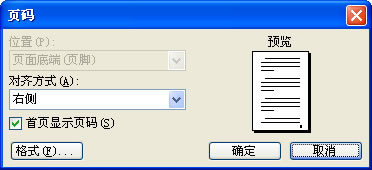 页码
位置(P):
预览
页面底端(页脚)
对齐方式(A):
右侧
首页显示页码(S)
格式(F)... 确定 取消